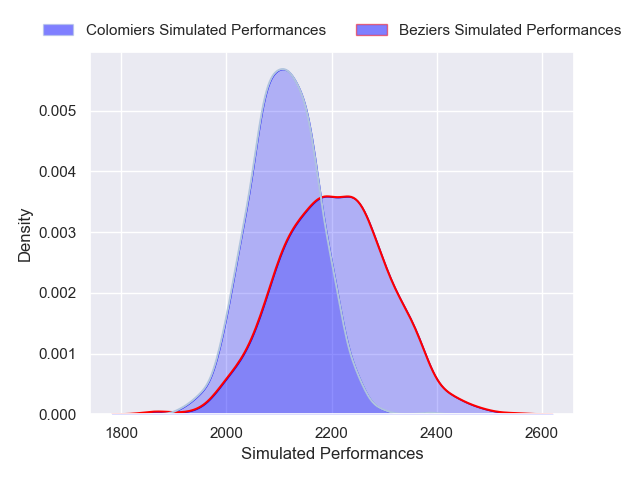 Colomiers Simulated Performances Beziers Simulated Performances
0.005
0.004
0.003
0.002
0.001
0.000
Density
1800 2000 2200 2400 2600
Simulated Performances